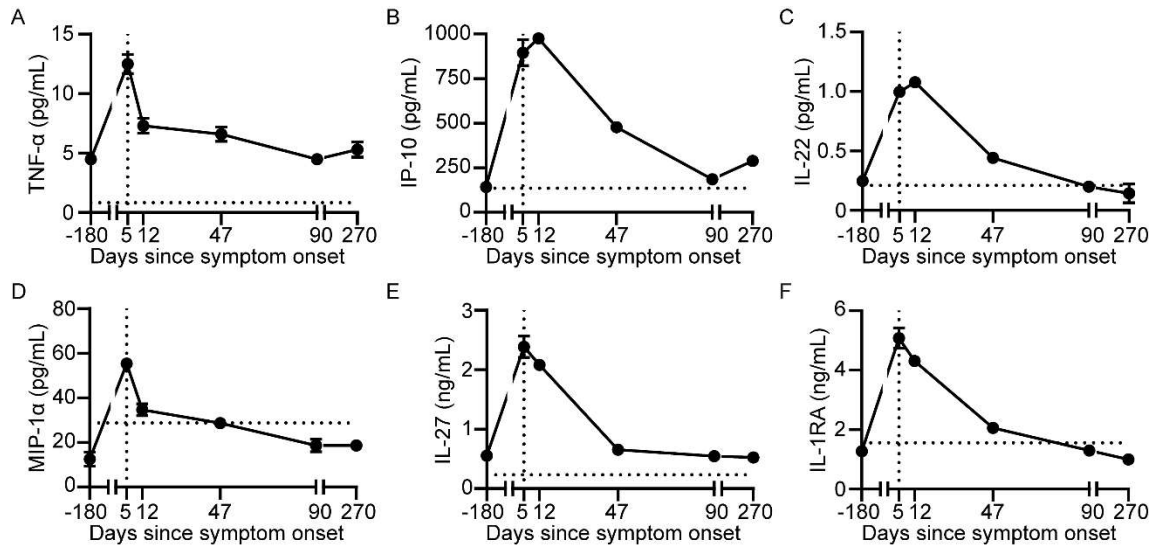 A
15
10
5
0
TNF-α (pg/mL)
-180 5 12 47 90 270
Days since symptom onset
B
1000
750
500
250
0
IP-10 (pg/mL)
-180 5 12 47 90 270
Days since symptom onset
C
1.5
1.0
0.5
0
IL-22 (pg/mL)
-180 5 12 47 90 270
Days since symptom onset
D
80
60
40
20
0
MIP-1α (pg/mL)
-180 5 12 47 90 270
Days since symptom onset
E
3
2
1
0
IL-27 (ng/mL)
-180 5 12 47 90 270
Days since symptom onset
F
6
4
2
0
IL-1RA (ng/mL)
-180 5 12 47 90 270
Days since symptom onset